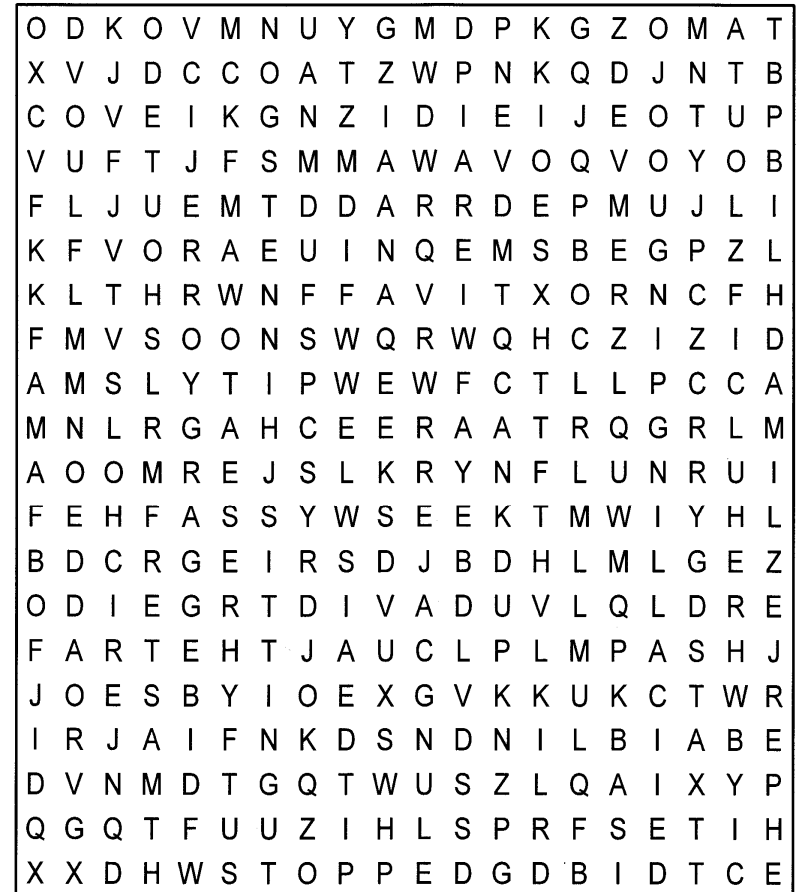 O D K O V M N U Y G M D P K G Z O M A T
X V J D C C O A T Z W P N K Q D J N T B
C O V E I K G N Z I D I E I J E O T U P
V U F T J F S M M A W A V O Q V O Y O B
F L J U E M T D D A R R D E P M U J L I
K F V O R A E U I N Q E M S B E G P Z L
K L T H R W N F F A V I T X O R N C F H
F M V S O O N S W Q R W Q H C Z I Z I D
A M S L Y T I P W E W F C T L L P C C A
M N L R G A H C E E R A A T R Q G R L M
A O O M R E J S L K R Y N F L U N R U I
F E H F A S S Y W S E E K T M W I Y H L
B D C R G E I R S D J B D H L M L G E Z
O D I E G R T D I V A D U V L Q L D R E
F A R T E H T J A U C L P L M P A S H J
J O E S B Y I O E X G V K K U K C T W R
I R J A I F N K D S N D N I L B I A B E
D V N M D T G Q T W U S Z L Q A I X Y P
Q G Q T F U U Z I H L S P R F S E T I H
X X D H W S T O P P E D G D B I D T C E